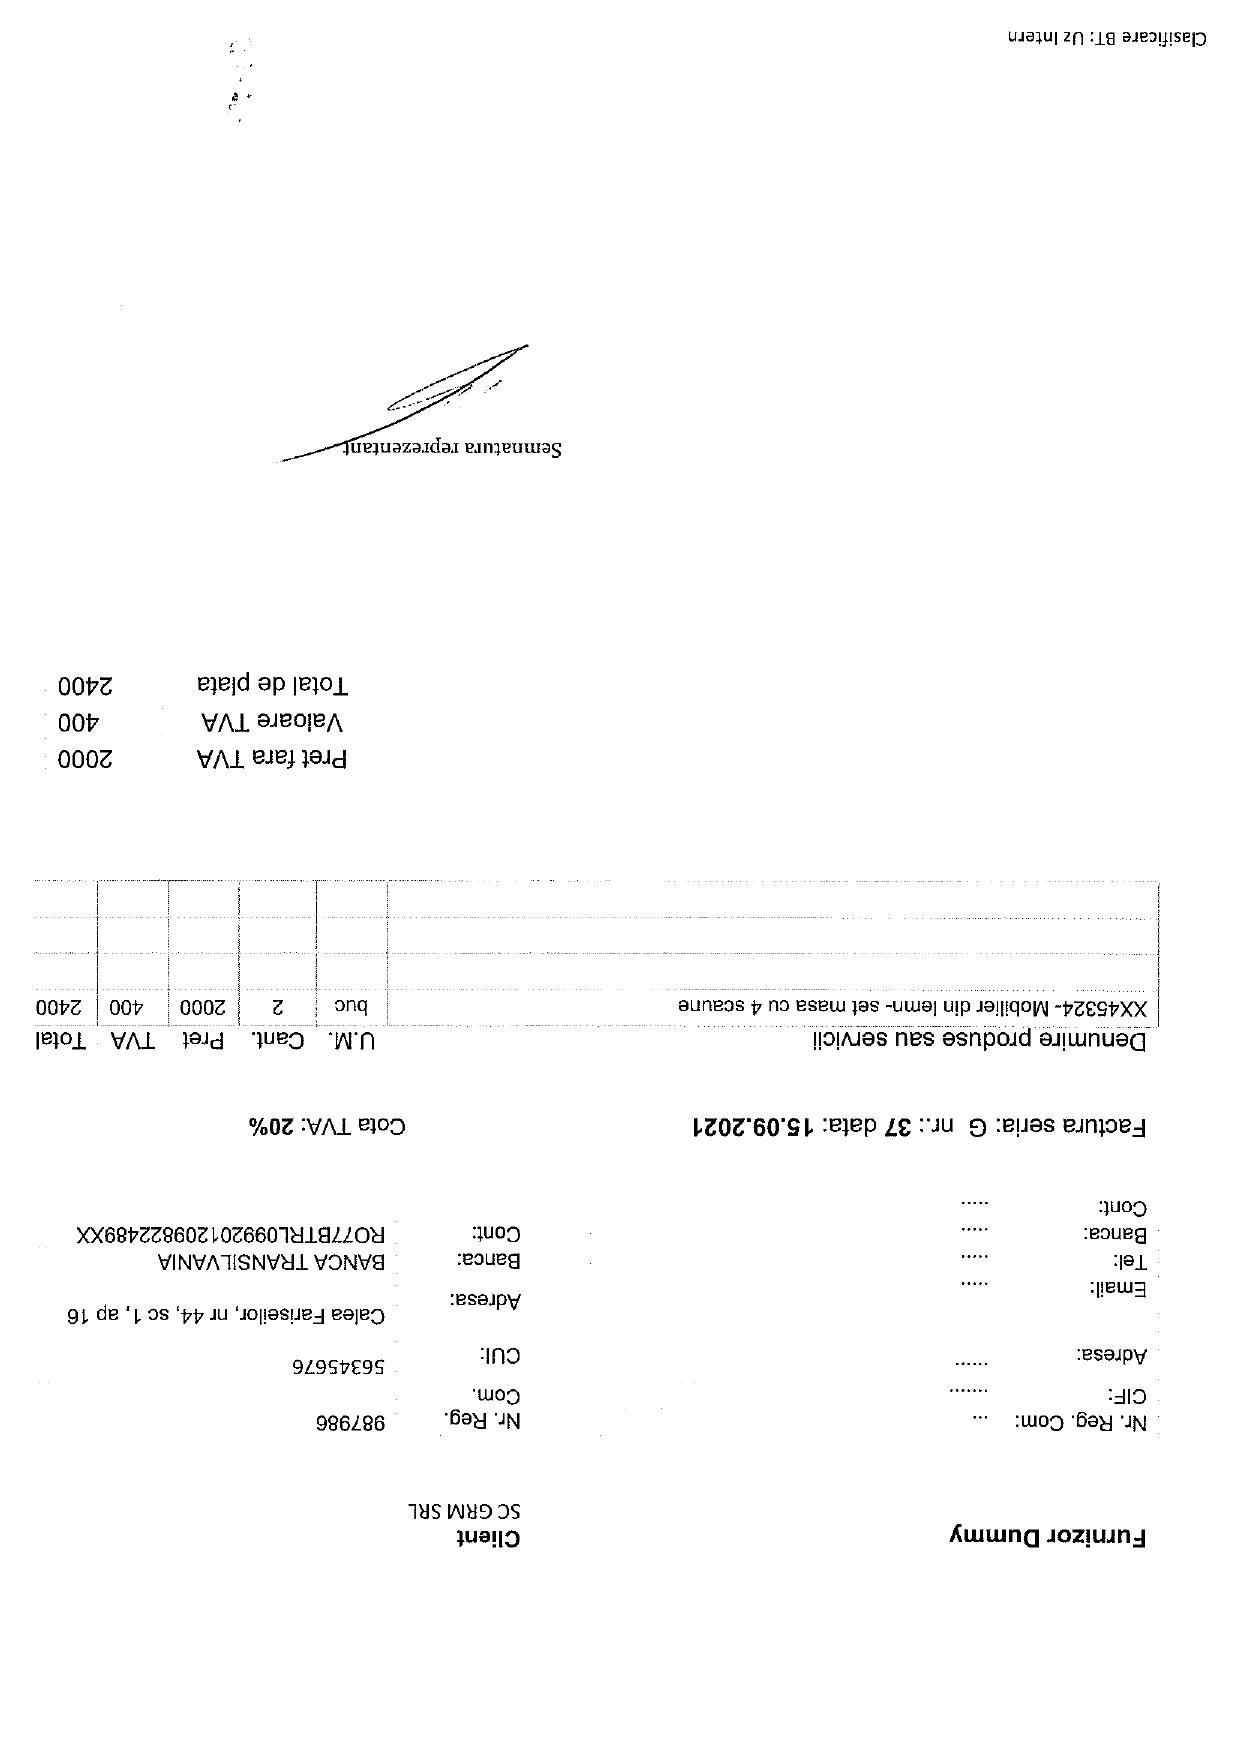 Furnizor Dummy
Client
SC GRM SRL
Nr. Reg. Com: ...
Nr. Reg. Com. 987986
CIF: .......
CUI: 56345676
Adresa: ......
Adresa: Calea Fariseilor, nr 44, sc 1, ap 16
Email: .....
Tel: .....
Banca: BANCA TRANSILVANIA
Banca: .....
Cont: RO77BTRL09920120982248​9XX
Cont: .....
Factura seria: G nr.: 37 data: 15.09.2021 Cota TVA: 20%
Denumire produse sau servicii U.M. Cant. Pret TVA Total
XX45324- Mobilier din lemn- set masa cu 4 scaune buc 2 2000 400 2400
Pret fara TVA 2000
Valoare TVA 400
Total de plata 2400
Semnatura reprezentant
Clasificare BT: Uz Intern